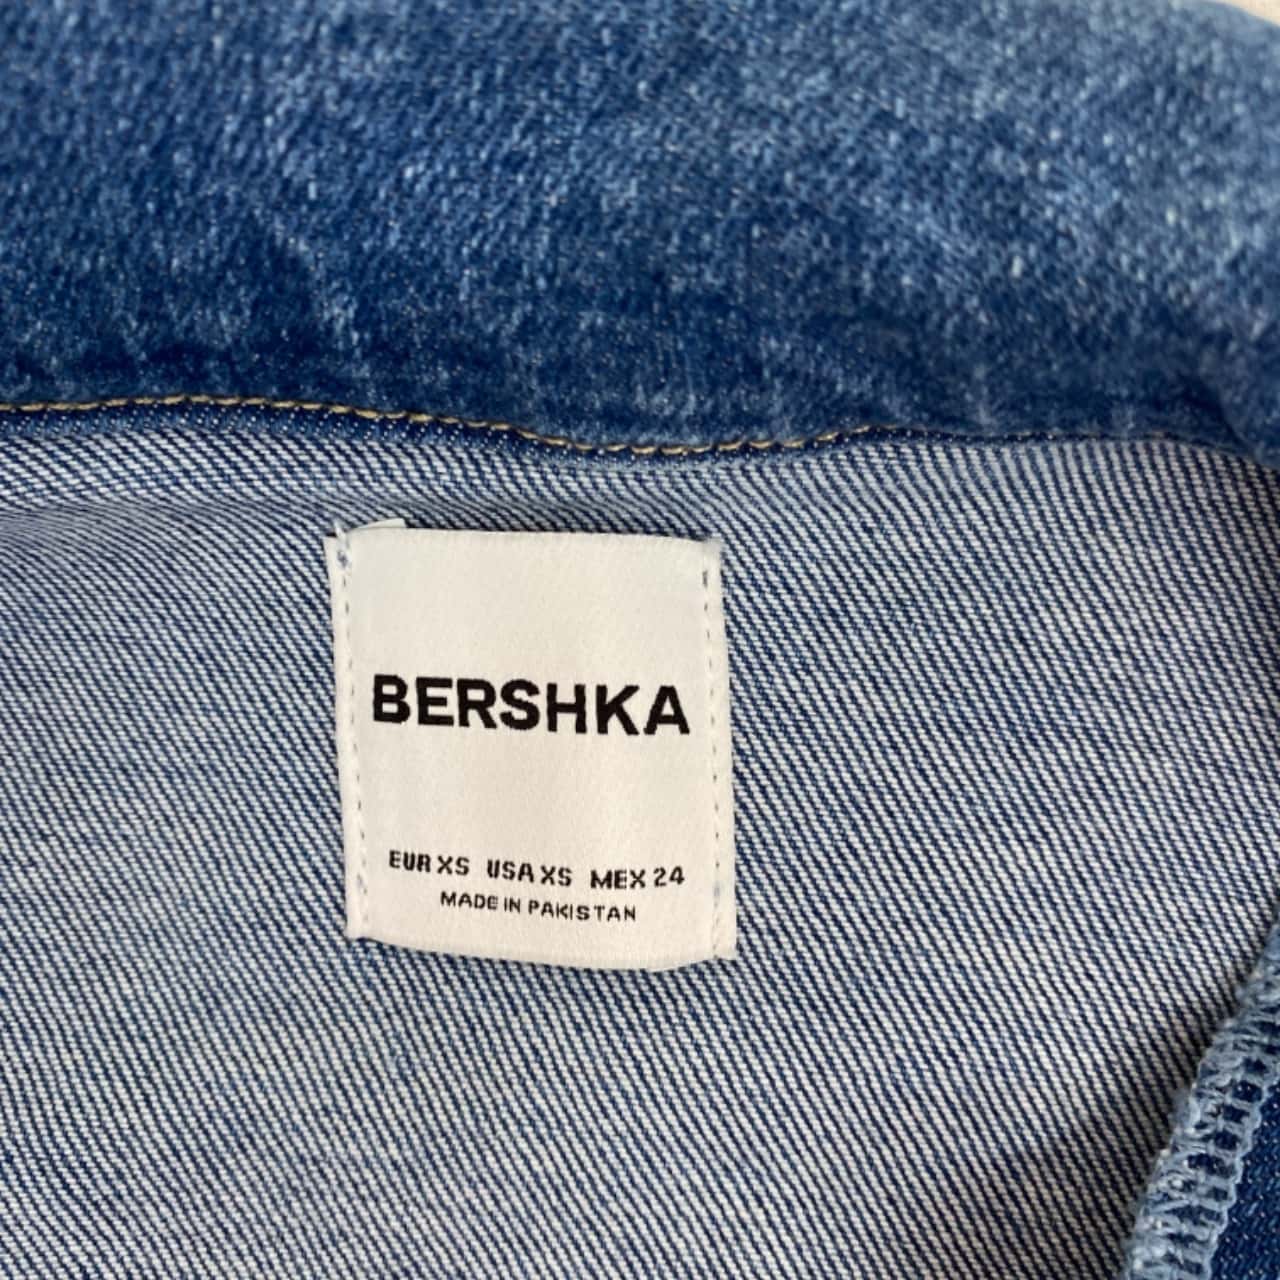 BERSHKA
EUR XS USA XS MEX 24
MADE IN PAKISTAN